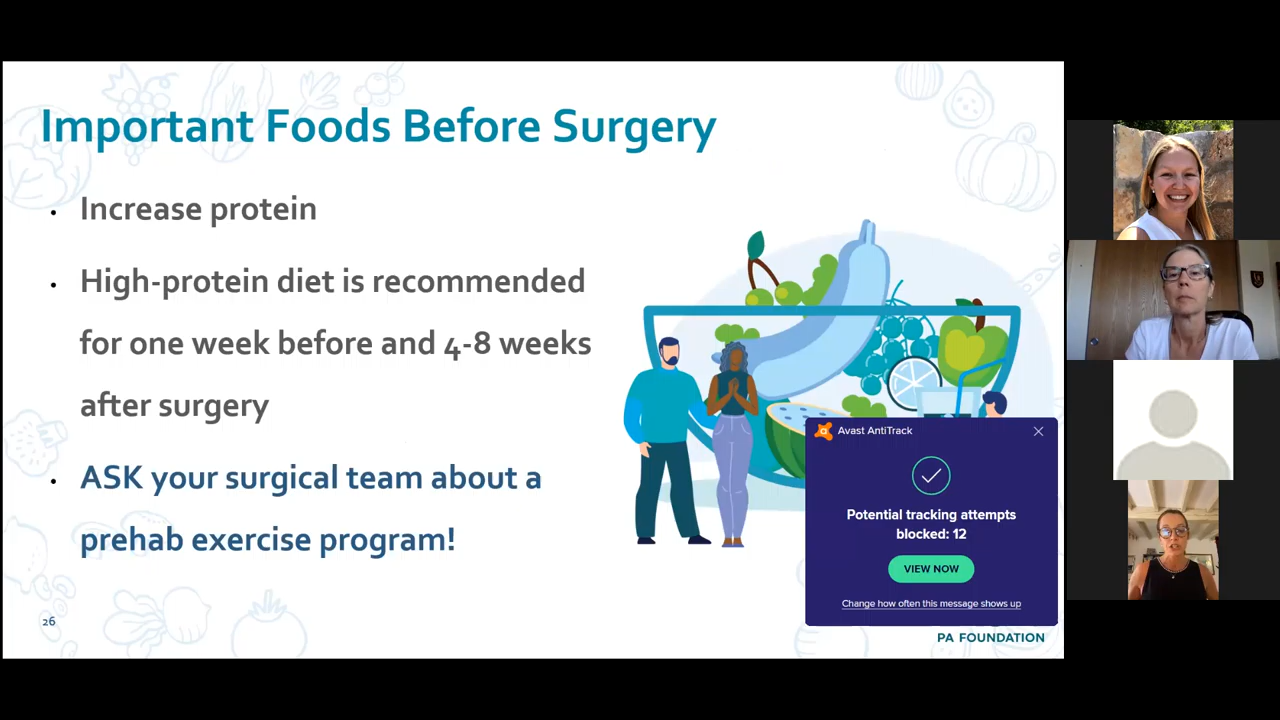 Important Foods Before Surgery
• Increase protein
• High-protein diet is recommended
for one week before and 4-8 weeks
after surgery
• ASK your surgical team about a
prehab exercise program!
Avast AntiTrack
Potential tracking attempts
blocked: 12
VIEW NOW
Change how often this message shows up
26
PA FOUNDATION